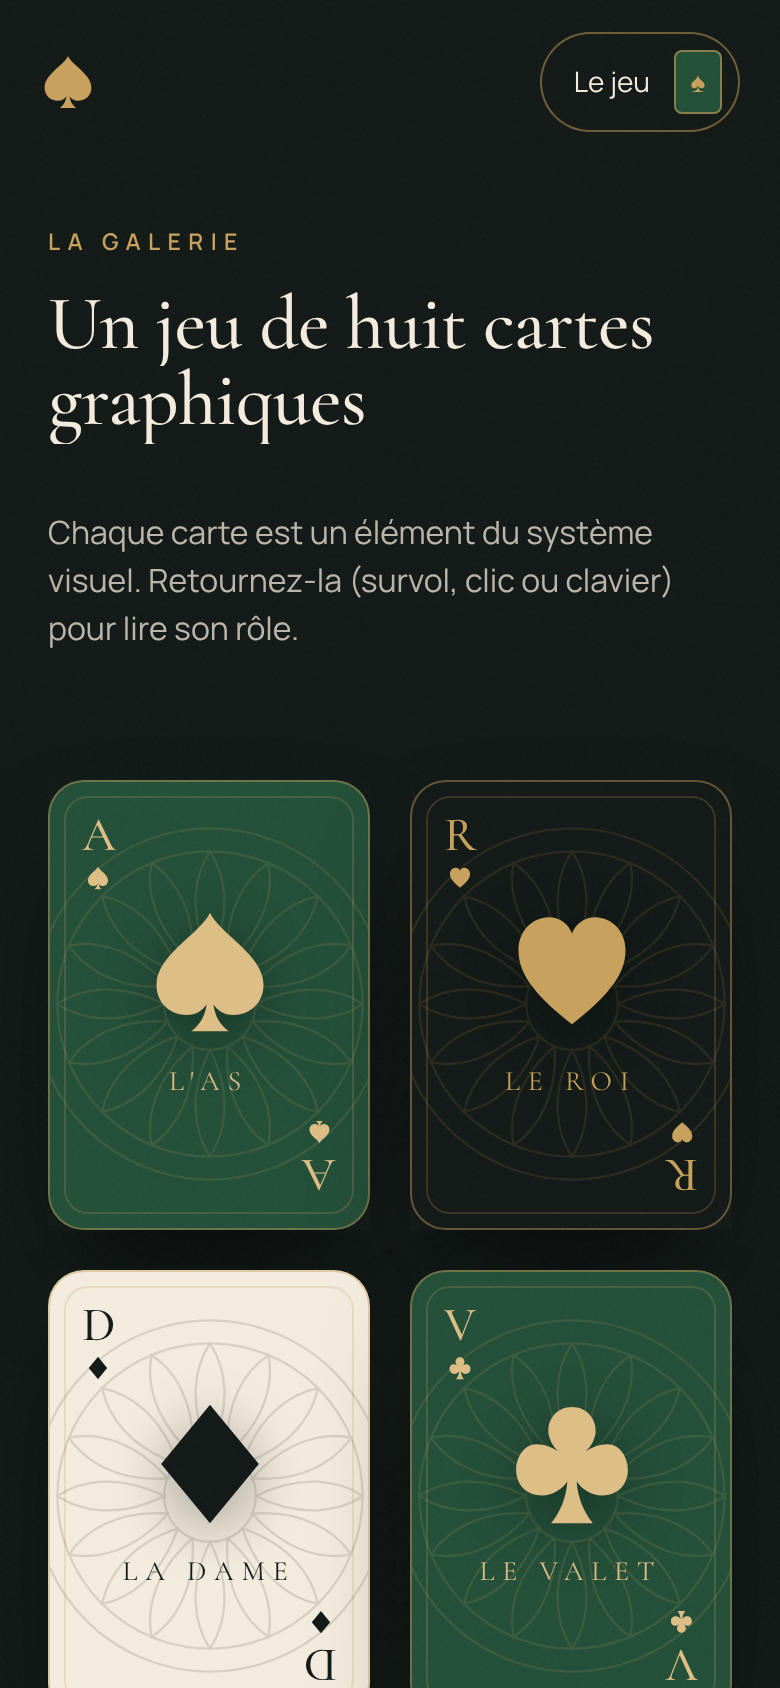 Le jeu
LA GALERIE
Un jeu de huit cartes
graphiques
Chaque carte est un élément du système
visuel. Retournez-la (survol, clic ou clavier)
pour lire son rôle.
A
L'AS
A
R
LE ROI
R
D
LA DAME
D
V
LE VALET
V